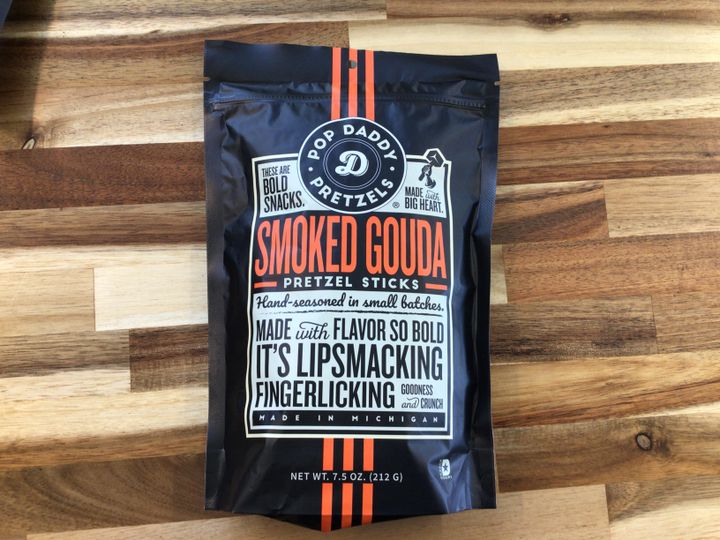 POP DADDY
D
PRETZELS
®
THESE ARE
BOLD
SNACKS.
MADE with
BIG HEART.
SMOKED GOUDA
PRETZEL STICKS
Hand-seasoned in small batches.
MADE with FLAVOR SO BOLD
IT'S LIPSMACKING
FINGERLICKING GOODNESS
and CRUNCH
MADE IN MICHIGAN
NET WT. 7.5 OZ. (212 G)